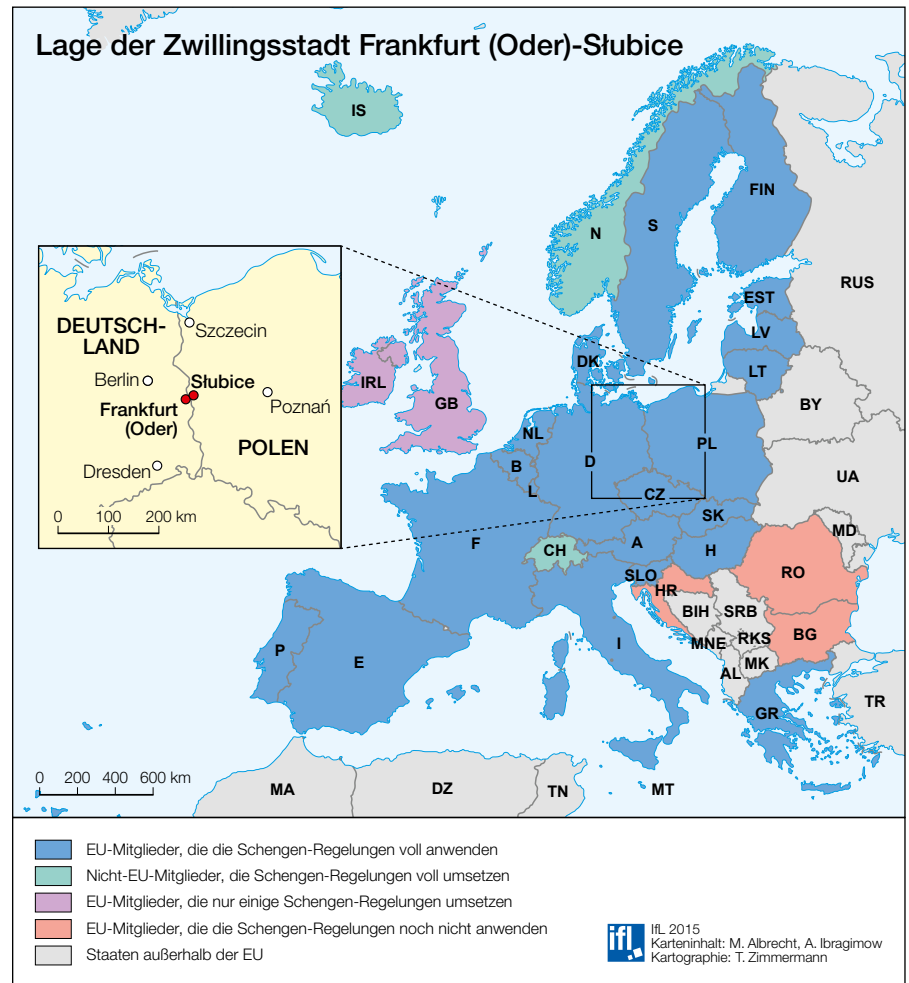 Lage der Zwillingsstadt Frankfurt (Oder)-Słubice
IS
FIN
S
N
RUS
EST
LV
LT
DK
IRL
GB
BY
NL
PL
B
D
L
UA
CZ
SK
MD
F
CH
A
H
RO
SLO
HR
BIH
SRB
BG
RKS
MNE
MK
AL
I
P
E
GR
TR
MA
DZ
TN
MT
DEUTSCH-
LAND
Szczecin
Berlin
Słubice
Frankfurt
(Oder)
Poznań
POLEN
Dresden
0 100 200 km
0 200 400 600 km
EU-Mitglieder, die die Schengen-Regelungen voll anwenden
Nicht-EU-Mitglieder, die Schengen-Regelungen voll umsetzen
EU-Mitglieder, die nur einige Schengen-Regelungen umsetzen
EU-Mitglieder, die die Schengen-Regelungen noch nicht anwenden
Staaten außerhalb der EU
ifl
IfL 2015
Karteninhalt: M. Albrecht, A. Ibragimow
Kartographie: T. Zimmermann